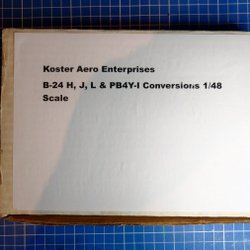 Koster Aero Enterprises
B-24 H, J, L & PB4Y-I Conversions 1/48
Scale